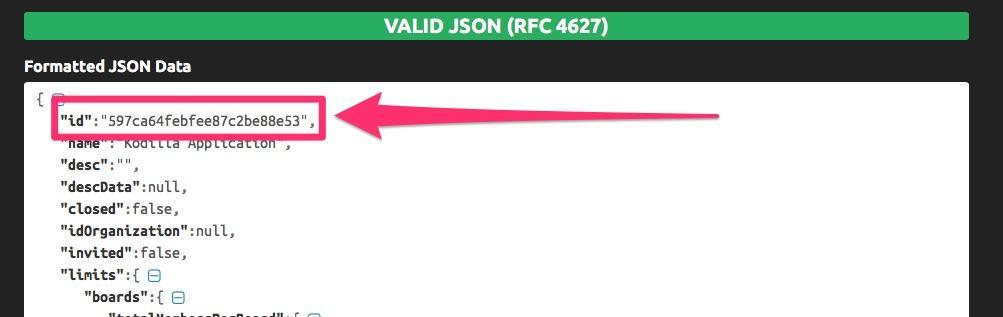 VALID JSON (RFC 4627)
Formatted JSON Data
{
"id":"597ca64febfee87c2be88e53",
"name":"Kodilla Application",
"desc":"",
"descData":null,
"closed":false,
"idOrganization":null,
"invited":false,
"limits":{
"boards":{
"totalMembersPerBoard":{